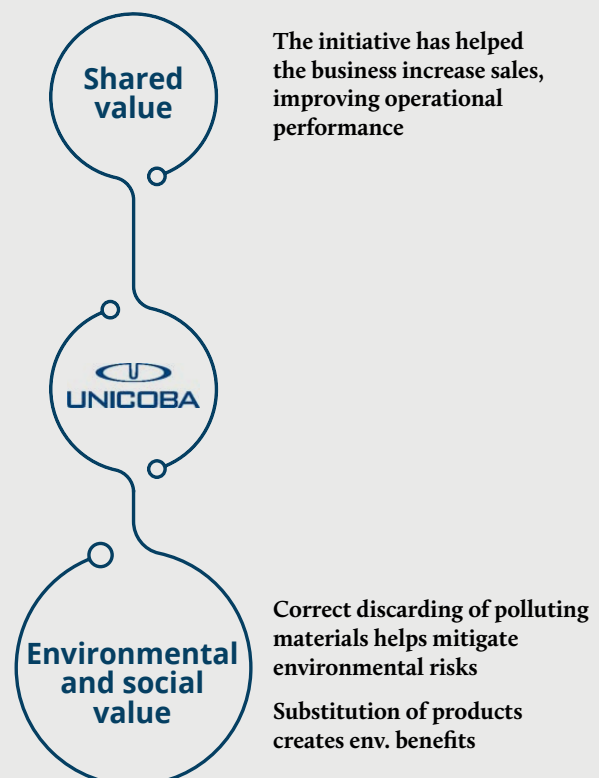 Shared
value
The initiative has helped
the business increase sales,
improving operational
performance
UNICOBA
Environmental
and social
value
Correct discarding of polluting
materials helps mitigate
environmental risks
Substitution of products
creates env. benefits